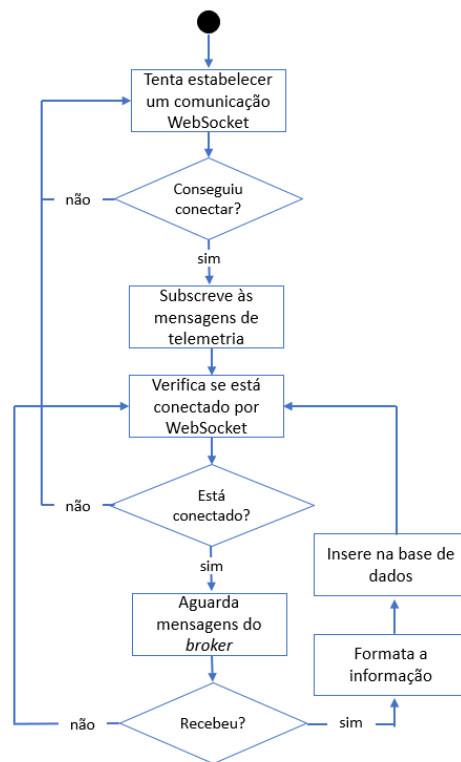 Tenta estabelecer
um comunicação
WebSocket
não
Conseguiu
conectar?
sim
Subscreve às
mensagens de
telemetria
Verifica se está
conectado por
WebSocket
não
Está
conectado?
sim
Insere na base de
dados
Aguarda
mensagens do
broker
Formata a
informação
não
Recebeu?
sim